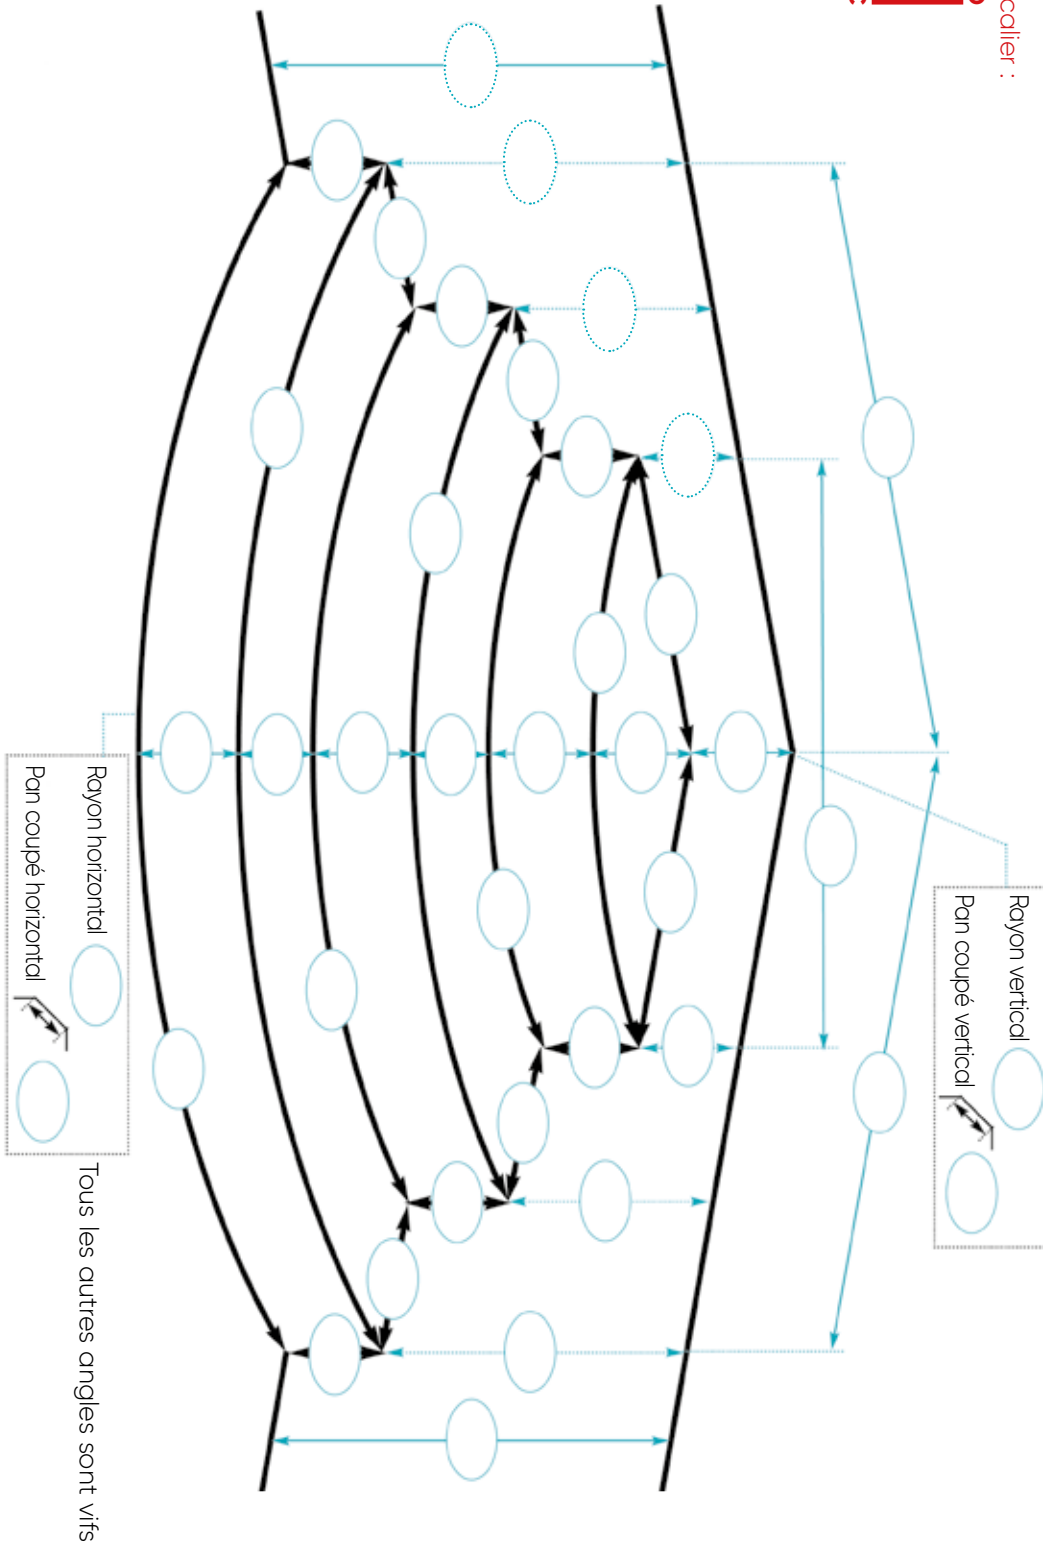 calier :
Rayon vertical
Pan coupé vertical
Rayon horizontal
Pan coupé horizontal
Tous les autres angles sont vifs